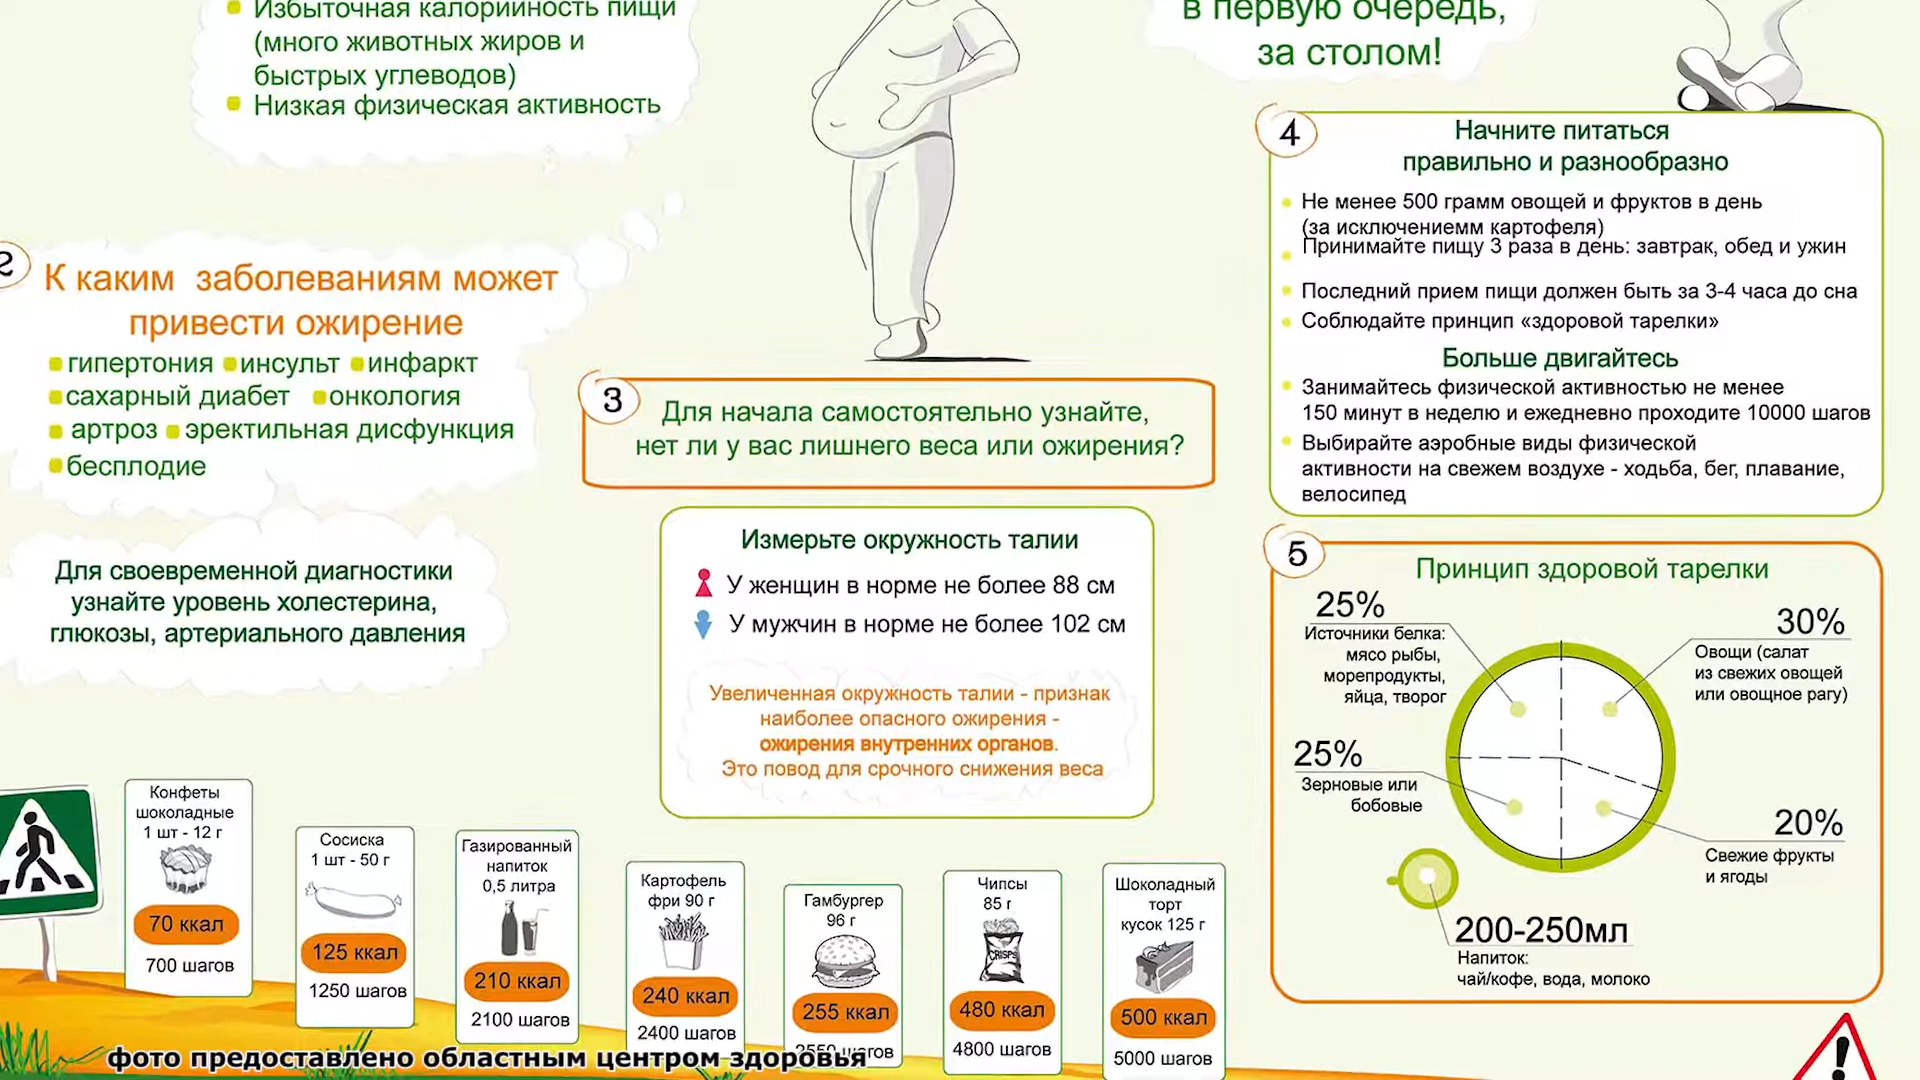 Избыточная калорийность пищи
(много животных жиров и
быстрых углеводов)
Низкая физическая активность
в первую очередь,
за столом!
2
К каким заболеваниям может
привести ожирение
гипертония инсульт инфаркт
сахарный диабет онкология
артроз эректильная дисфункция
бесплодие
Для своевременной диагностики
узнайте уровень холестерина,
глюкозы, артериального давления
3
Для начала самостоятельно узнайте,
нет ли у вас лишнего веса или ожирения?
Измерьте окружность талии
У женщин в норме не более 88 см
У мужчин в норме не более 102 см
Увеличенная окружность талии - признак
наиболее опасного ожирения -
ожирения внутренних органов.
Это повод для срочного снижения веса
4
Начните питаться
правильно и разнообразно
Не менее 500 грамм овощей и фруктов в день
(за исключениемм картофеля)
Принимайте пищу 3 раза в день: завтрак, обед и ужин
Последний прием пищи должен быть за 3-4 часа до сна
Соблюдайте принцип «здоровой тарелки»
Больше двигайтесь
Занимайтесь физической активностью не менее
150 минут в неделю и ежедневно проходите 10000 шагов
Выбирайте аэробные виды физической
активности на свежем воздухе - ходьба, бег, плавание,
велосипед
5
Принцип здоровой тарелки
25%
Источники белка:
мясо рыбы,
морепродукты,
яйца, творог
30%
Овощи (салат
из свежих овощей
или овощное рагу)
25%
Зерновые или
бобовые
20%
Свежие фрукты
и ягоды
200-250мл
Напиток:
чай/кофе, вода, молоко
Конфеты
шоколадные
1 шт - 12 г
70 ккал
700 шагов
Сосиска
1 шт - 50 г
125 ккал
1250 шагов
Газированный
напиток
0,5 литра
210 ккал
2100 шагов
Картофель
фри 90 г
240 ккал
2400 шагов
Гамбургер
96 г
255 ккал
2550 шагов
Чипсы
85 г
CRISPS
480 ккал
4800 шагов
Шоколадный
торт
кусок 125 г
500 ккал
5000 шагов
фото предоставлено областным центром здоровья